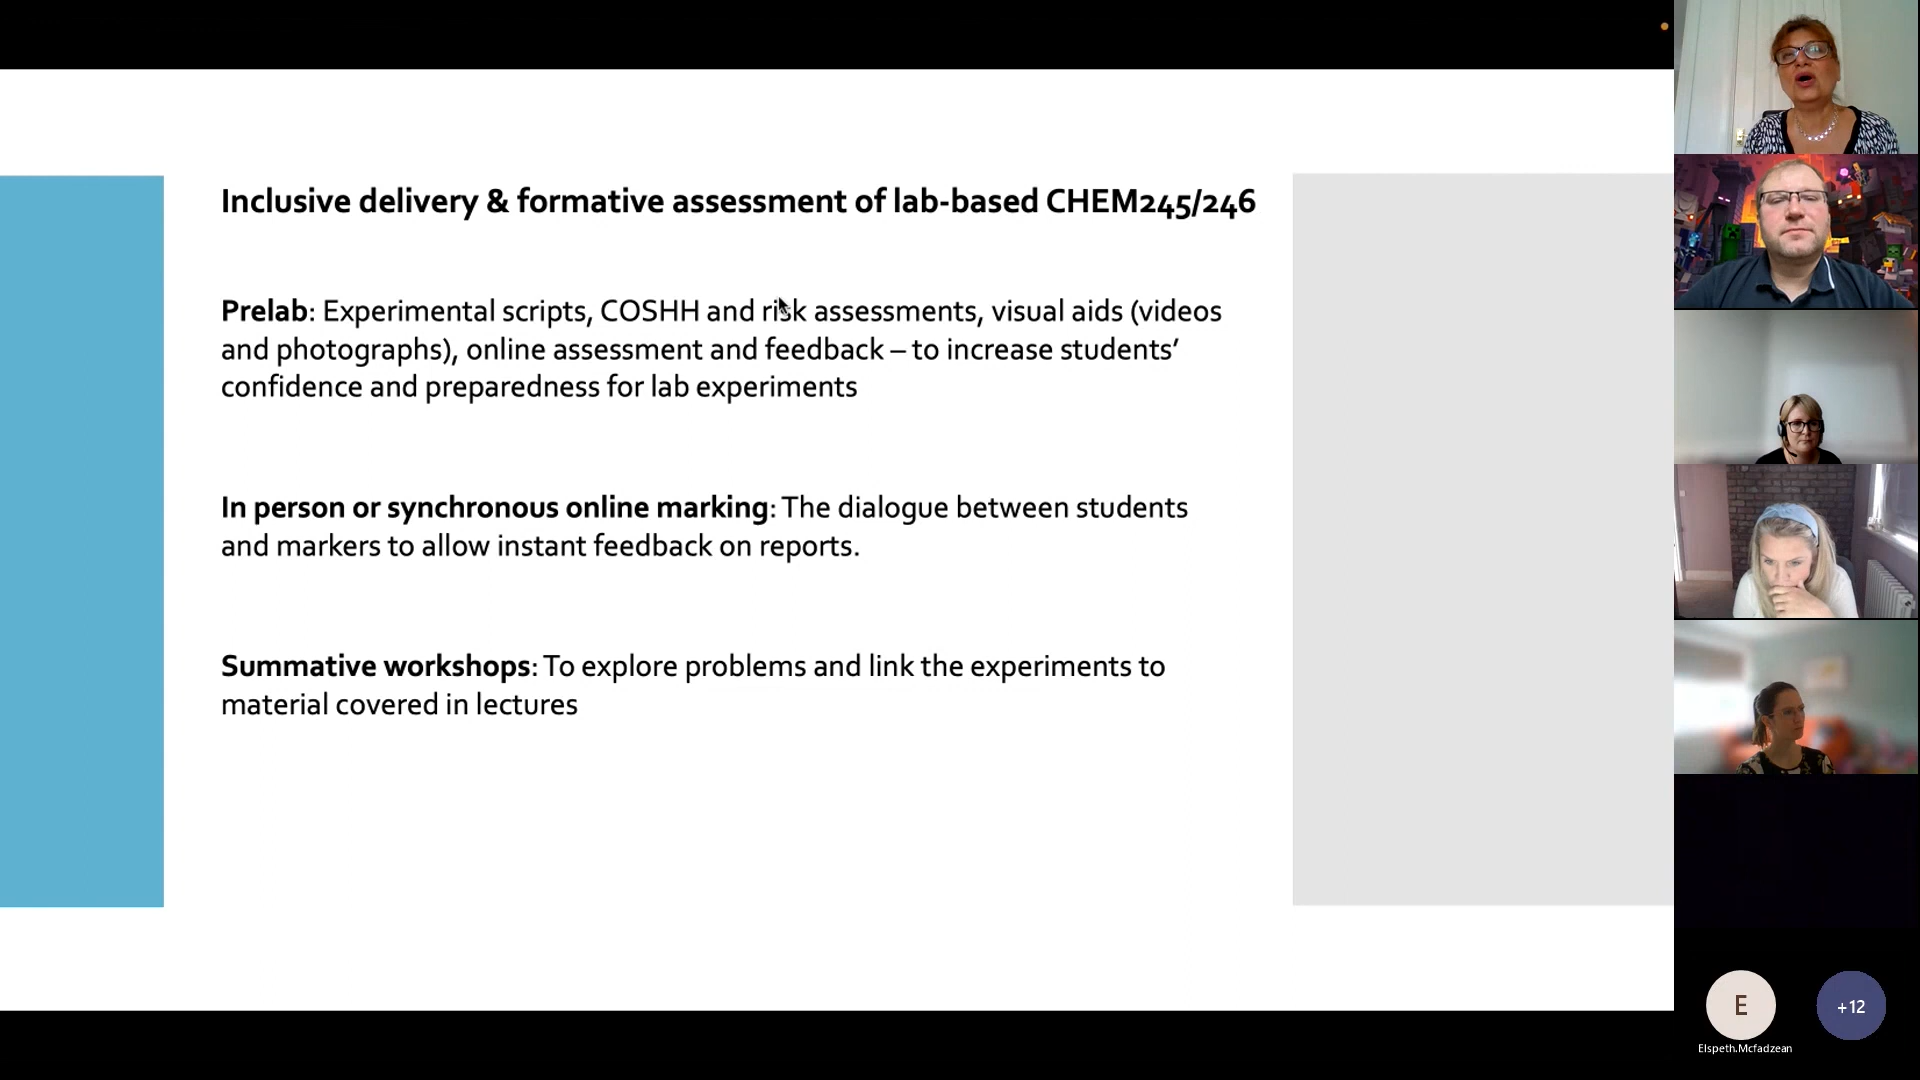 Inclusive delivery & formative assessment of lab-based CHEM245/246
Prelab: Experimental scripts, COSHH and risk assessments, visual aids (videos
and photographs), online assessment and feedback – to increase students’
confidence and preparedness for lab experiments
In person or synchronous online marking: The dialogue between students
and markers to allow instant feedback on reports.
Summative workshops: To explore problems and link the experiments to
material covered in lectures
E
+12
Elspeth.Mcfadzean